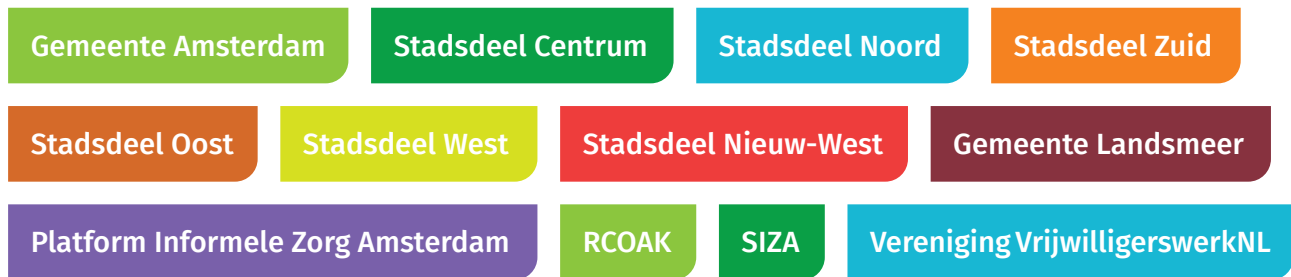 Gemeente Amsterdam
Stadsdeel Centrum
Stadsdeel Noord
Stadsdeel Zuid
Stadsdeel Oost
Stadsdeel West
Stadsdeel Nieuw-West
Gemeente Landsmeer
Platform Informele Zorg Amsterdam
RCOAK
SIZA
Vereniging VrijwilligerswerkNL